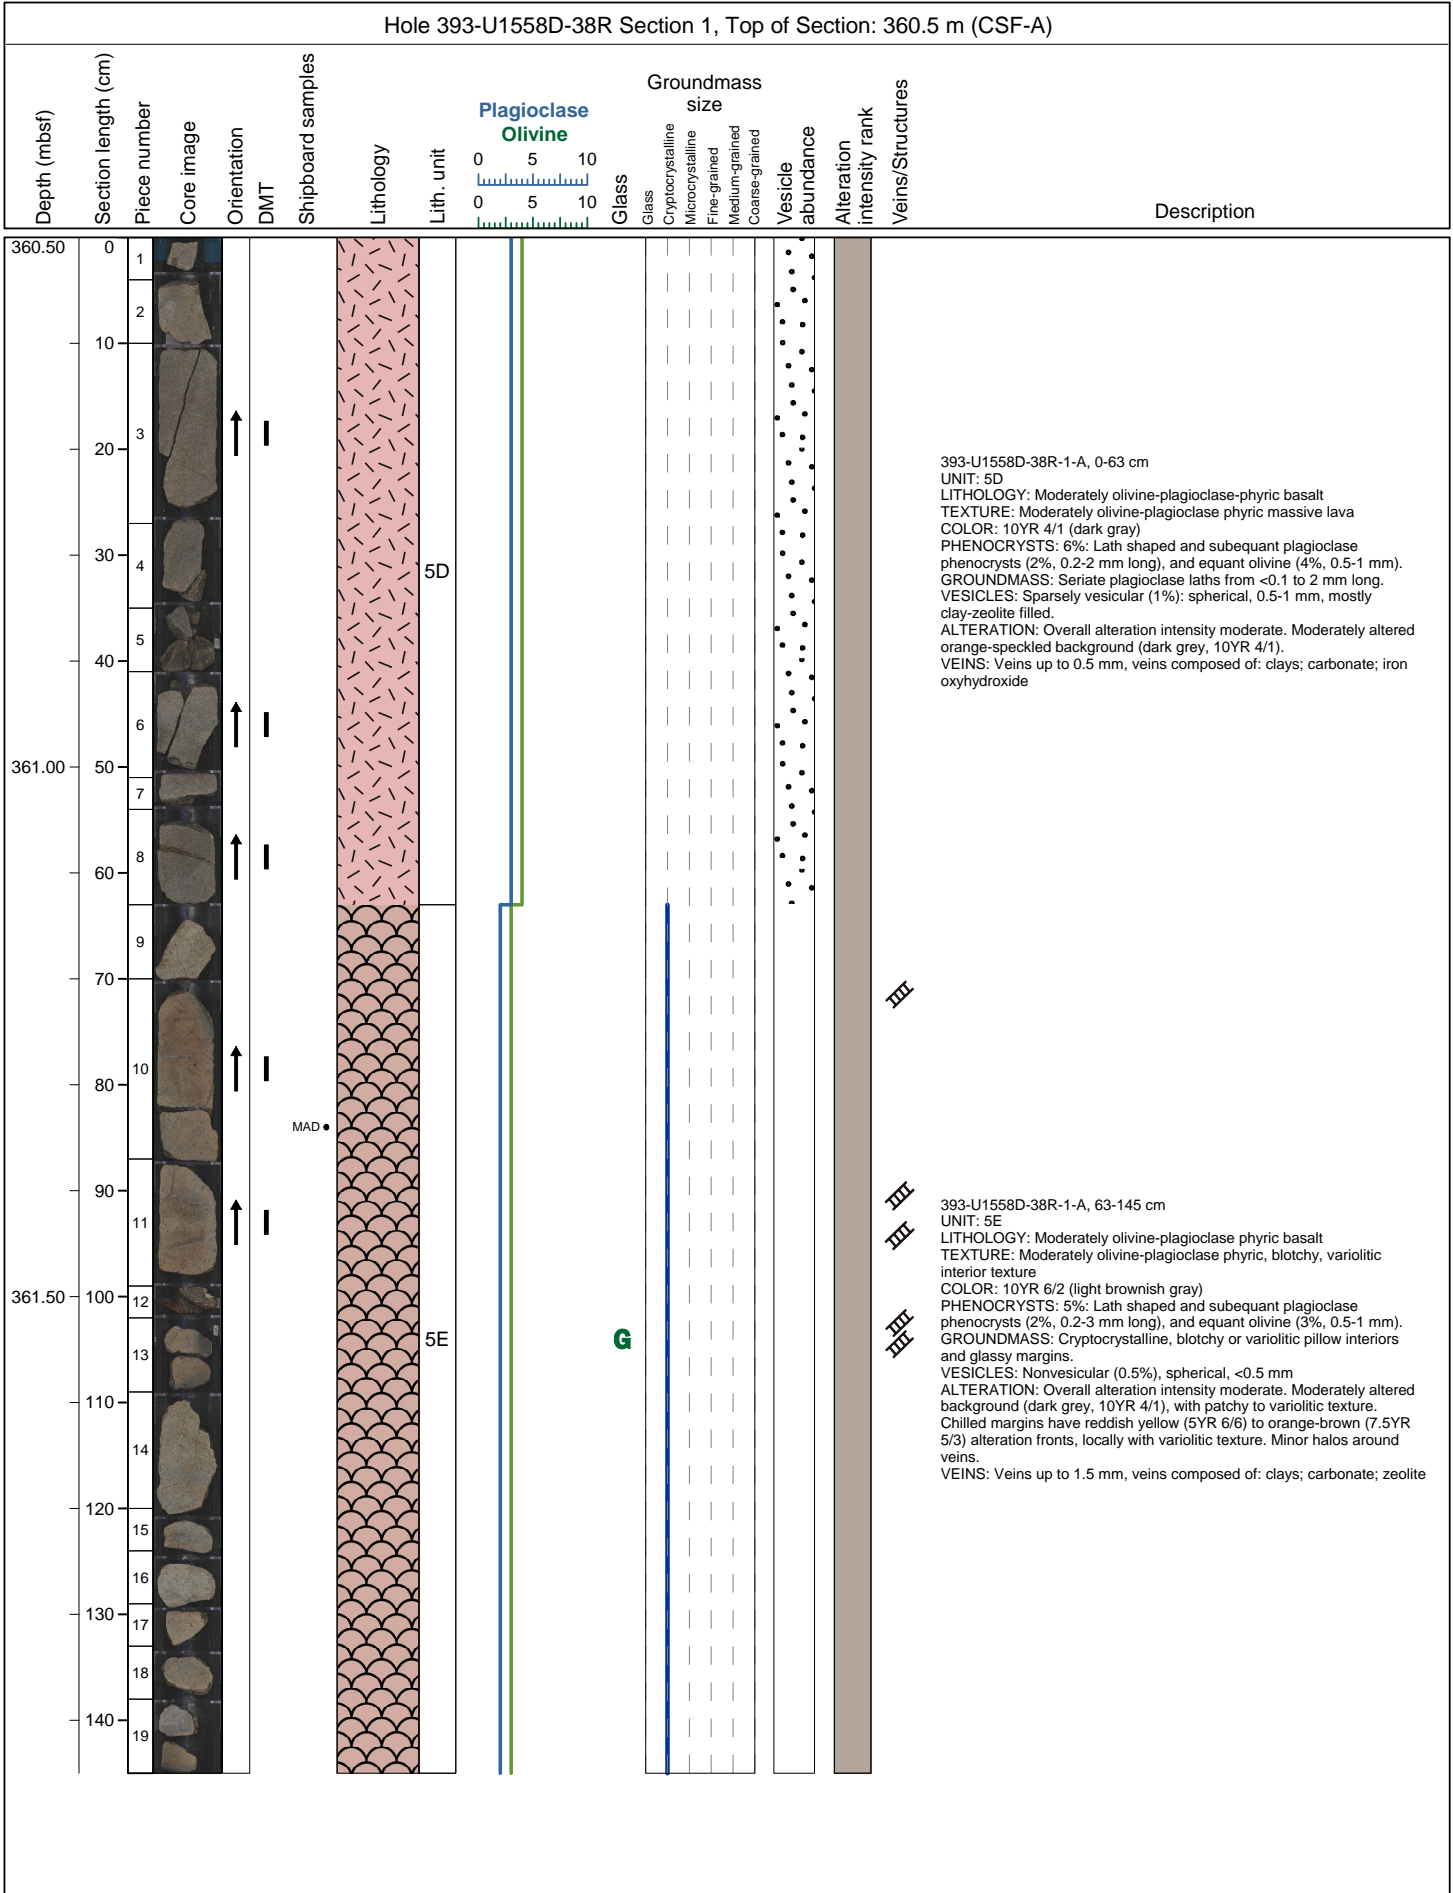 Hole 393-U1558D-38R Section 1, Top of Section: 360.5 m (CSF-A)
Depth (mbsf)
Section length (cm)
Piece number
Core image
Orientation
DMT
Shipboard samples
Lithology
Lith. unit
Plagioclase
Olivine
0 5 10
0 5 10
Glass
Groundmass
size
Glass
Cryptocrystalline
Microcrystalline
Fine-grained
Medium-grained
Coarse-grained
Vesicle
abundance
Alteration
intensity rank
Veins/Structures
Description
360.50
361.00
361.50
0
10
20
30
40
50
60
70
80
90
100
110
120
130
140
1
2
3
4
5
6
7
8
9
10
11
12
13
14
15
16
17
18
19
MAD
5D
5E
G
393-U1558D-38R-1-A, 0-63 cm
UNIT: 5D
LITHOLOGY: Moderately olivine-plagioclase-phyric basalt
TEXTURE: Moderately olivine-plagioclase phyric massive lava
COLOR: 10YR 4/1 (dark gray)
PHENOCRYSTS: 6%: Lath shaped and subequant plagioclase
phenocrysts (2%, 0.2-2 mm long), and equant olivine (4%, 0.5-1 mm).
GROUNDMASS: Seriate plagioclase laths from <0.1 to 2 mm long.
VESICLES: Sparsely vesicular (1%): spherical, 0.5-1 mm, mostly
clay-zeolite filled.
ALTERATION: Overall alteration intensity moderate. Moderately altered
orange-speckled background (dark grey, 10YR 4/1).
VEINS: Veins up to 0.5 mm, veins composed of: clays; carbonate; iron
oxyhydroxide
393-U1558D-38R-1-A, 63-145 cm
UNIT: 5E
LITHOLOGY: Moderately olivine-plagioclase phyric basalt
TEXTURE: Moderately olivine-plagioclase phyric, blotchy, variolitic
interior texture
COLOR: 10YR 6/2 (light brownish gray)
PHENOCRYSTS: 5%: Lath shaped and subequant plagioclase
phenocrysts (2%, 0.2-3 mm long), and equant olivine (3%, 0.5-1 mm).
GROUNDMASS: Cryptocrystalline, blotchy or variolitic pillow interiors
and glassy margins.
VESICLES: Nonvesicular (0.5%), spherical, <0.5 mm
ALTERATION: Overall alteration intensity moderate. Moderately altered
background (dark grey, 10YR 4/1), with patchy to variolitic texture.
Chilled margins have reddish yellow (5YR 6/6) to orange-brown (7.5YR
5/3) alteration fronts, locally with variolitic texture. Minor halos around
veins.
VEINS: Veins up to 1.5 mm, veins composed of: clays; carbonate; zeolite